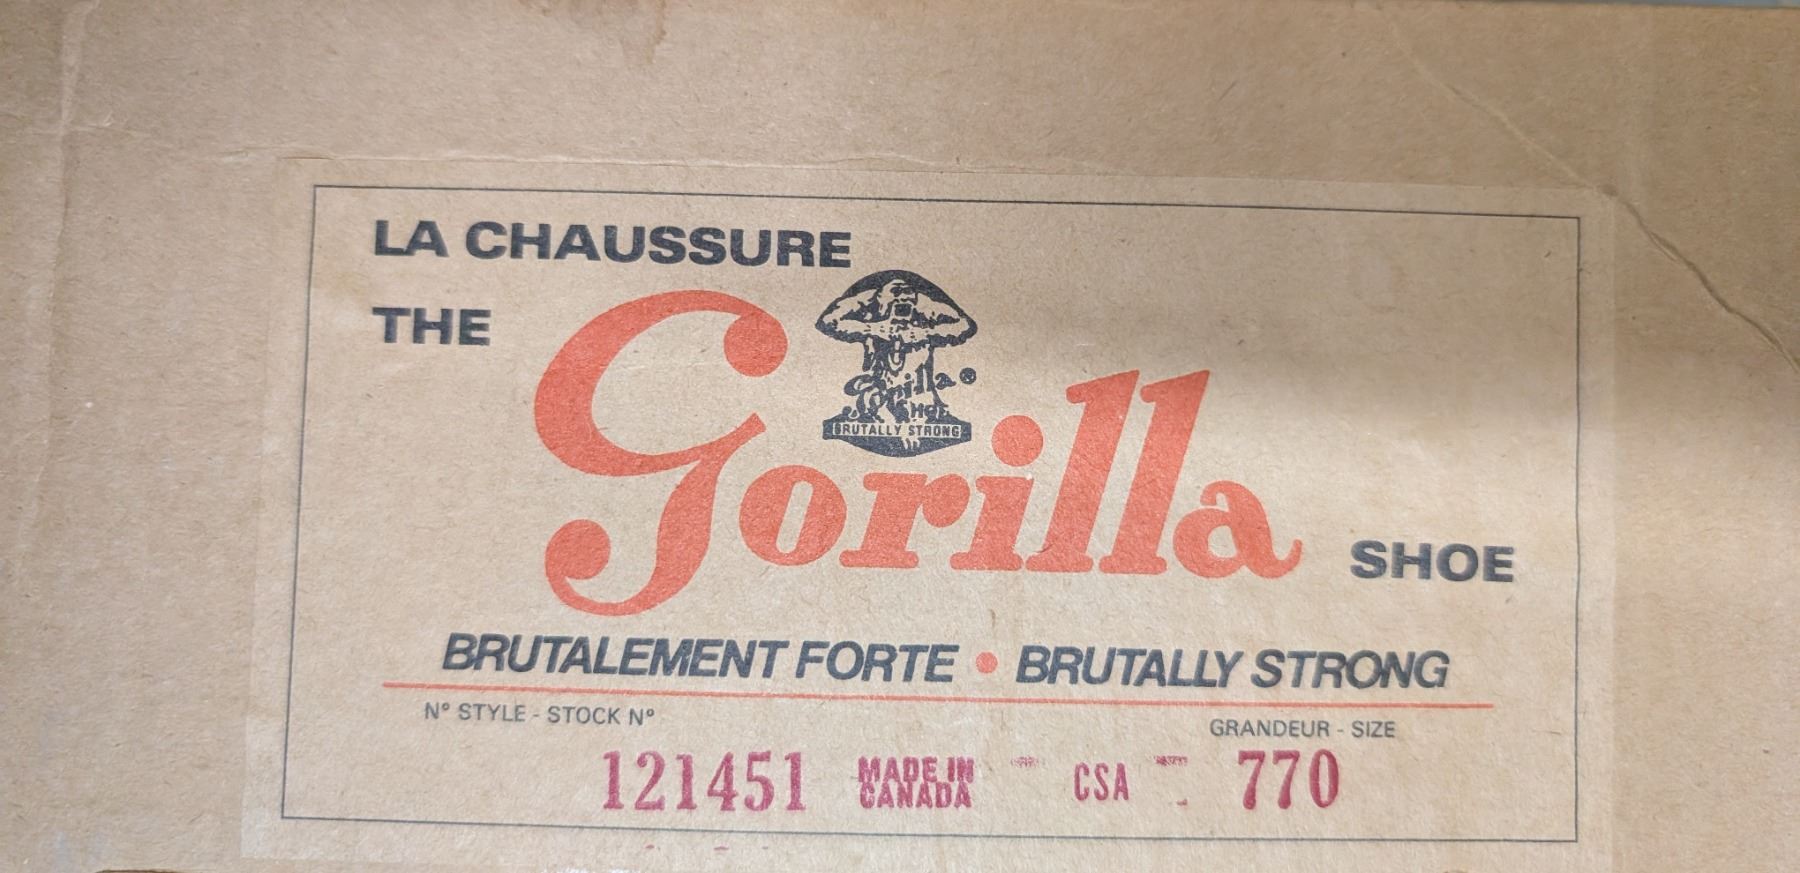 LA CHAUSSURE
THE
Gorilla®
SHOE
BRUTALLY STRONG
Gorilla
SHOE
BRUTALEMENT FORTE • BRUTALLY STRONG
Nº STYLE - STOCK Nº
GRANDEUR - SIZE
121451 MADE IN CANADA CSA 770